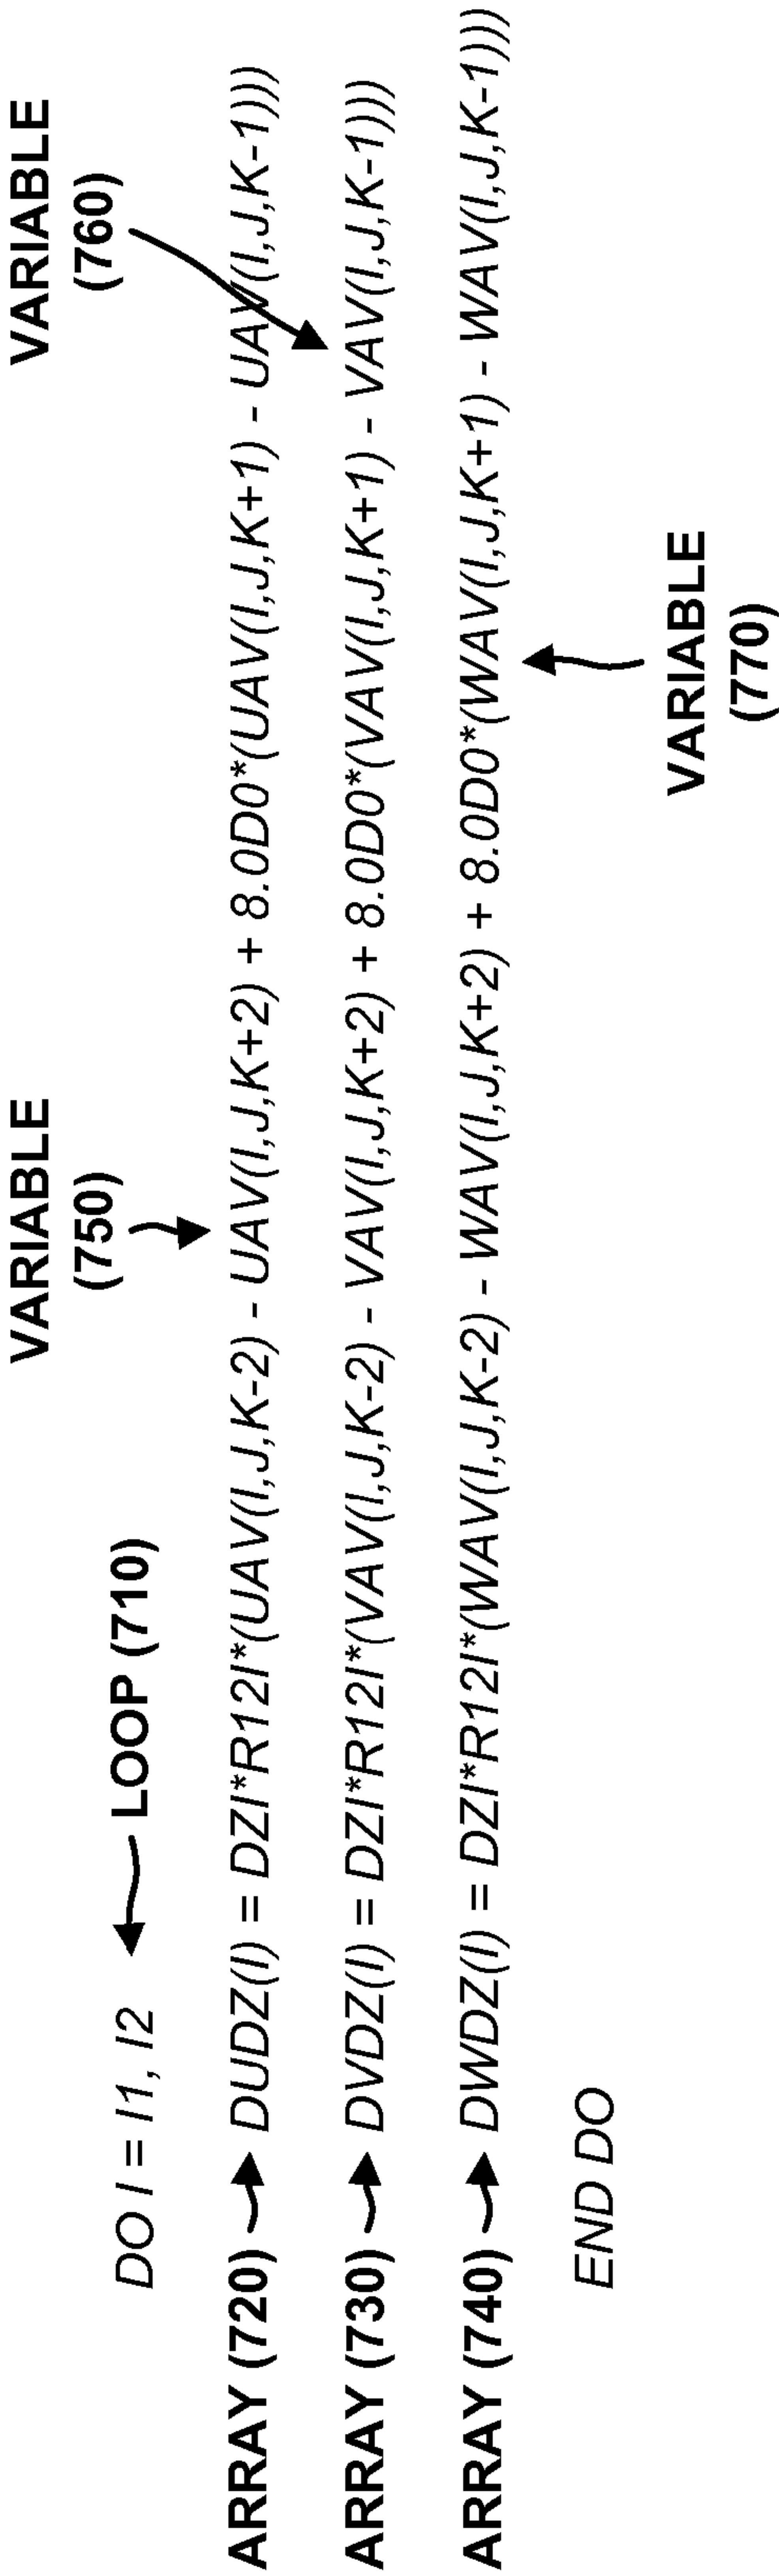 VARIABLE
(750)
VARIABLE
(760)
DO I = I1, I2
LOOP (710)
ARRAY (720)
DUDZ(I) = DZI*R12I*(UAV(I,J,K-2) - UAV(I,J,K+2) + 8.0D0*(UAV(I,J,K+1) - UAV(I,J,K-1)))
ARRAY (730)
DVDZ(I) = DZI*R12I*(VAV(I,J,K-2) - VAV(I,J,K+2) + 8.0D0*(VAV(I,J,K+1) - VAV(I,J,K-1)))
ARRAY (740)
DWDZ(I) = DZI*R12I*(WAV(I,J,K-2) - WAV(I,J,K+2) + 8.0D0*(WAV(I,J,K+1) - WAV(I,J,K-1)))
END DO
VARIABLE
(770)